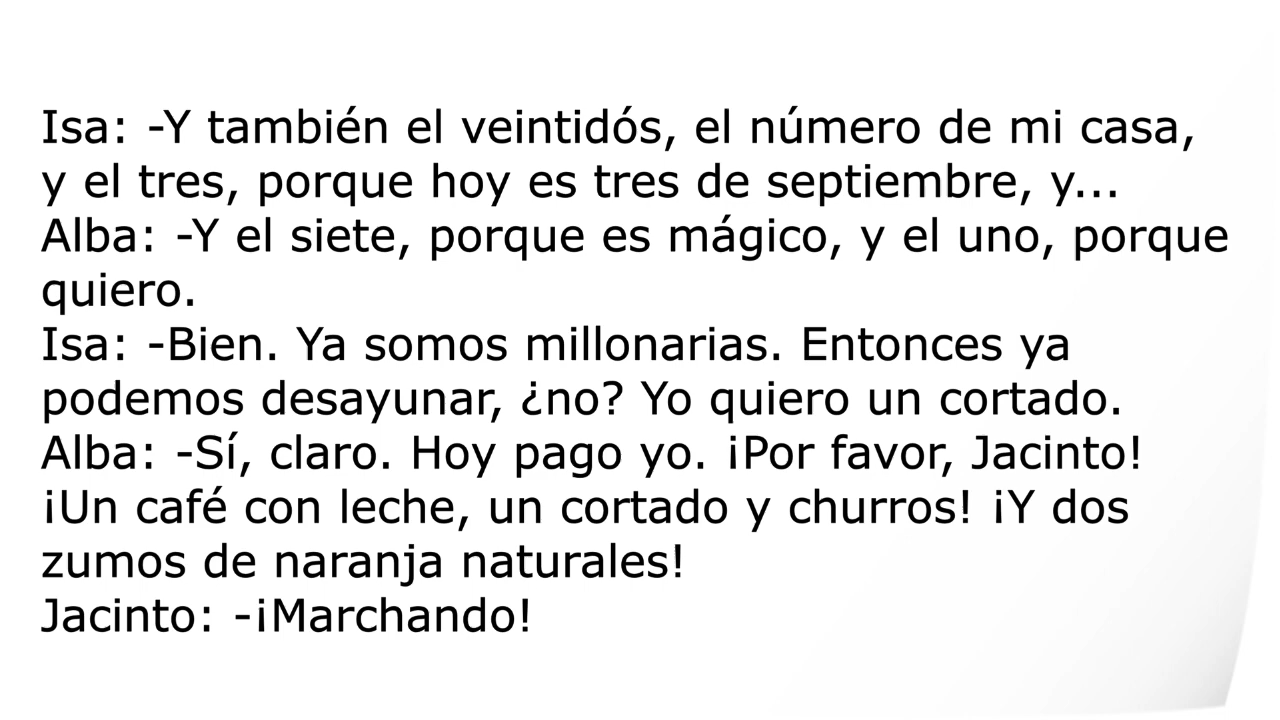 Isa: -Y también el veintidós, el número de mi casa,
y el tres, porque hoy es tres de septiembre, y...
Alba: -Y el siete, porque es mágico, y el uno, porque
quiero.
Isa: -Bien. Ya somos millonarias. Entonces ya
podemos desayunar, ¿no? Yo quiero un cortado.
Alba: -Sí, claro. Hoy pago yo. ¡Por favor, Jacinto!
¡Un café con leche, un cortado y churros! ¡Y dos
zumos de naranja naturales!
Jacinto: -¡Marchando!